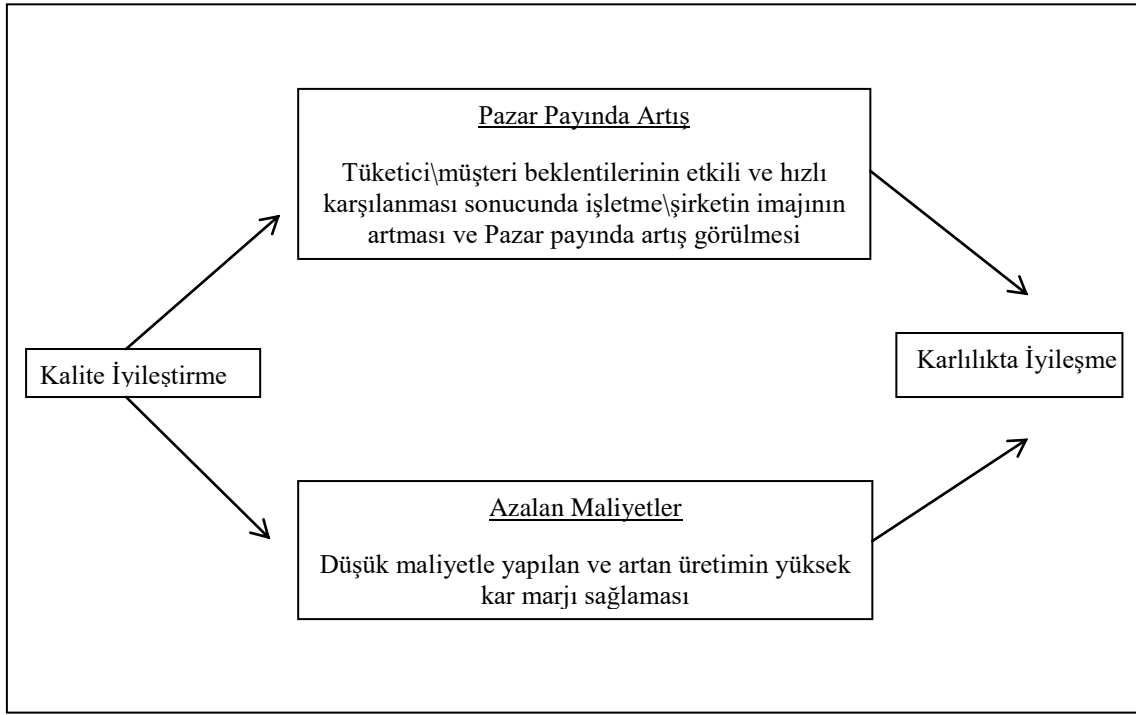 Pazar Payında Artış
Tüketici\müşteri beklentilerinin etkili ve hızlı
karşılanması sonucunda işletme\şirketin imajının
artması ve Pazar payında artış görülmesi
Kalite İyileştirme
Karlılıkta İyileşme
Azalan Maliyetler
Düşük maliyetle yapılan ve artan üretimin yüksek
kar marjı sağlaması